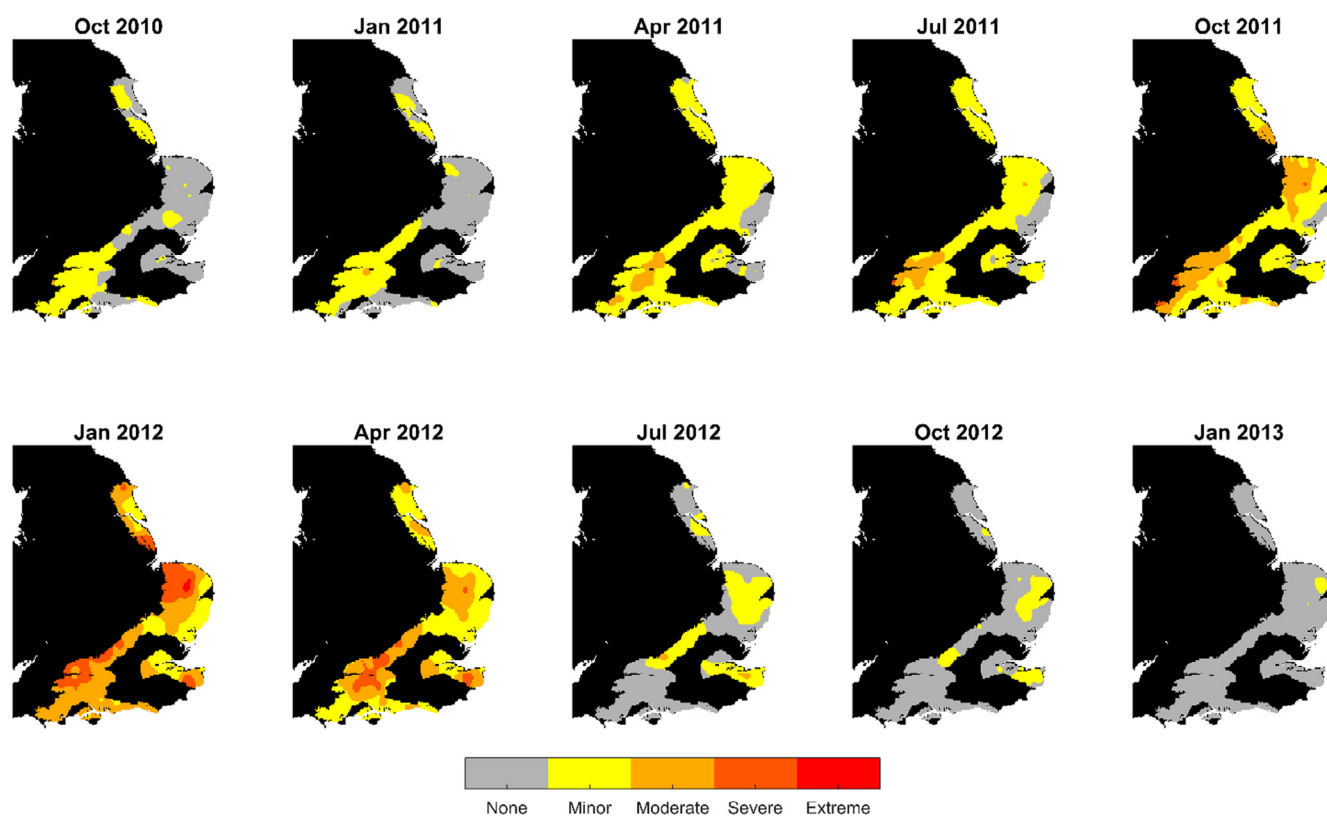 Oct 2010
Jan 2011
Apr 2011
Jul 2011
Oct 2011
Jan 2012
Apr 2012
Jul 2012
Oct 2012
Jan 2013
None
Minor
Moderate
Severe
Extreme